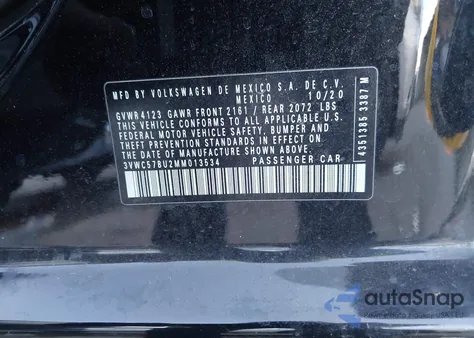 MFD BY VOLKSWAGEN DE MEXICO S.A. DE C.V.
MEXICO 10/20
GVWR 4123 GAWR FRONT 2161 / REAR 2072 LBS
THIS VEHICLE CONFORMS TO ALL APPLICABLE U.S.
FEDERAL MOTOR VEHICLE SAFETY, BUMPER AND
THEFT PREVENTION STANDARDS IN EFFECT ON
THE DATE OF MANUFACTURE SHOWN ABOVE.
3VWC57BU2MM013534 PASSENGER CAR
4351385 3387 M
autoSnap